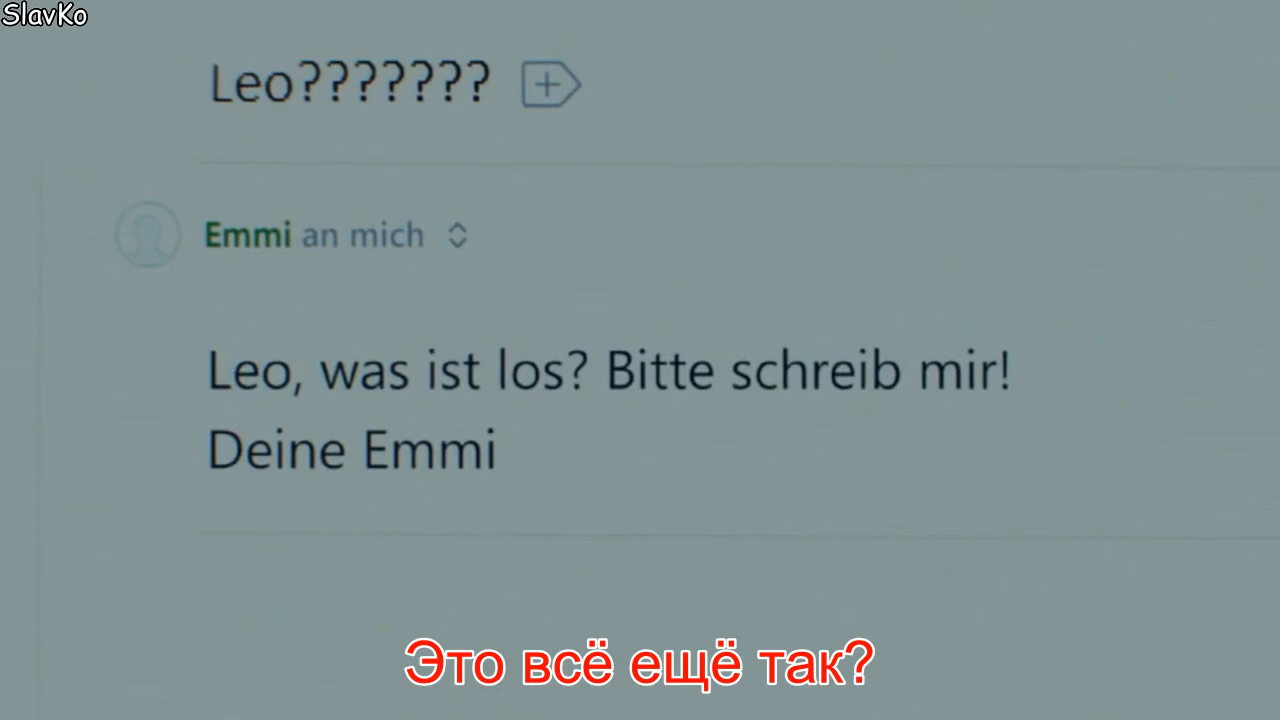 SlavKo
Leo???????
Emmi an mich
Leo, was ist los? Bitte schreib mir!
Deine Emmi
Это всё ещё так?